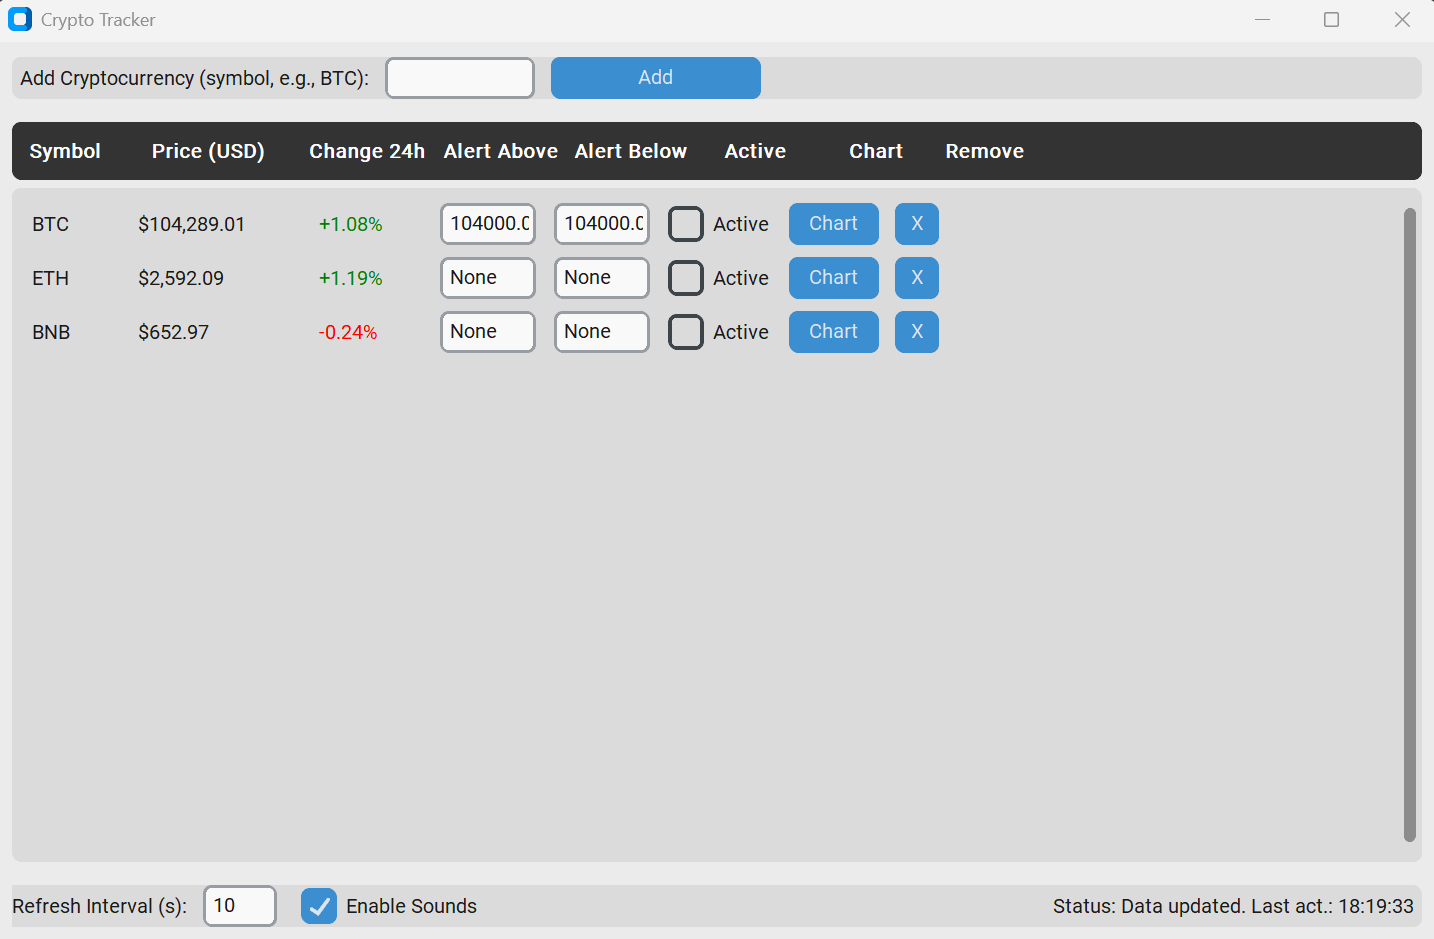 Crypto Tracker
Add Cryptocurrency (symbol, e.g., BTC): Add
Symbol Price (USD) Change 24h Alert Above Alert Below Active Chart Remove
BTC $104,289.01 +1.08% 104000.0 104000.0 Active Chart X
ETH $2,592.09 +1.19% None None Active Chart X
BNB $652.97 -0.24% None None Active Chart X
Refresh Interval (s): 10 Enable Sounds Status: Data updated. Last act.: 18:19:33